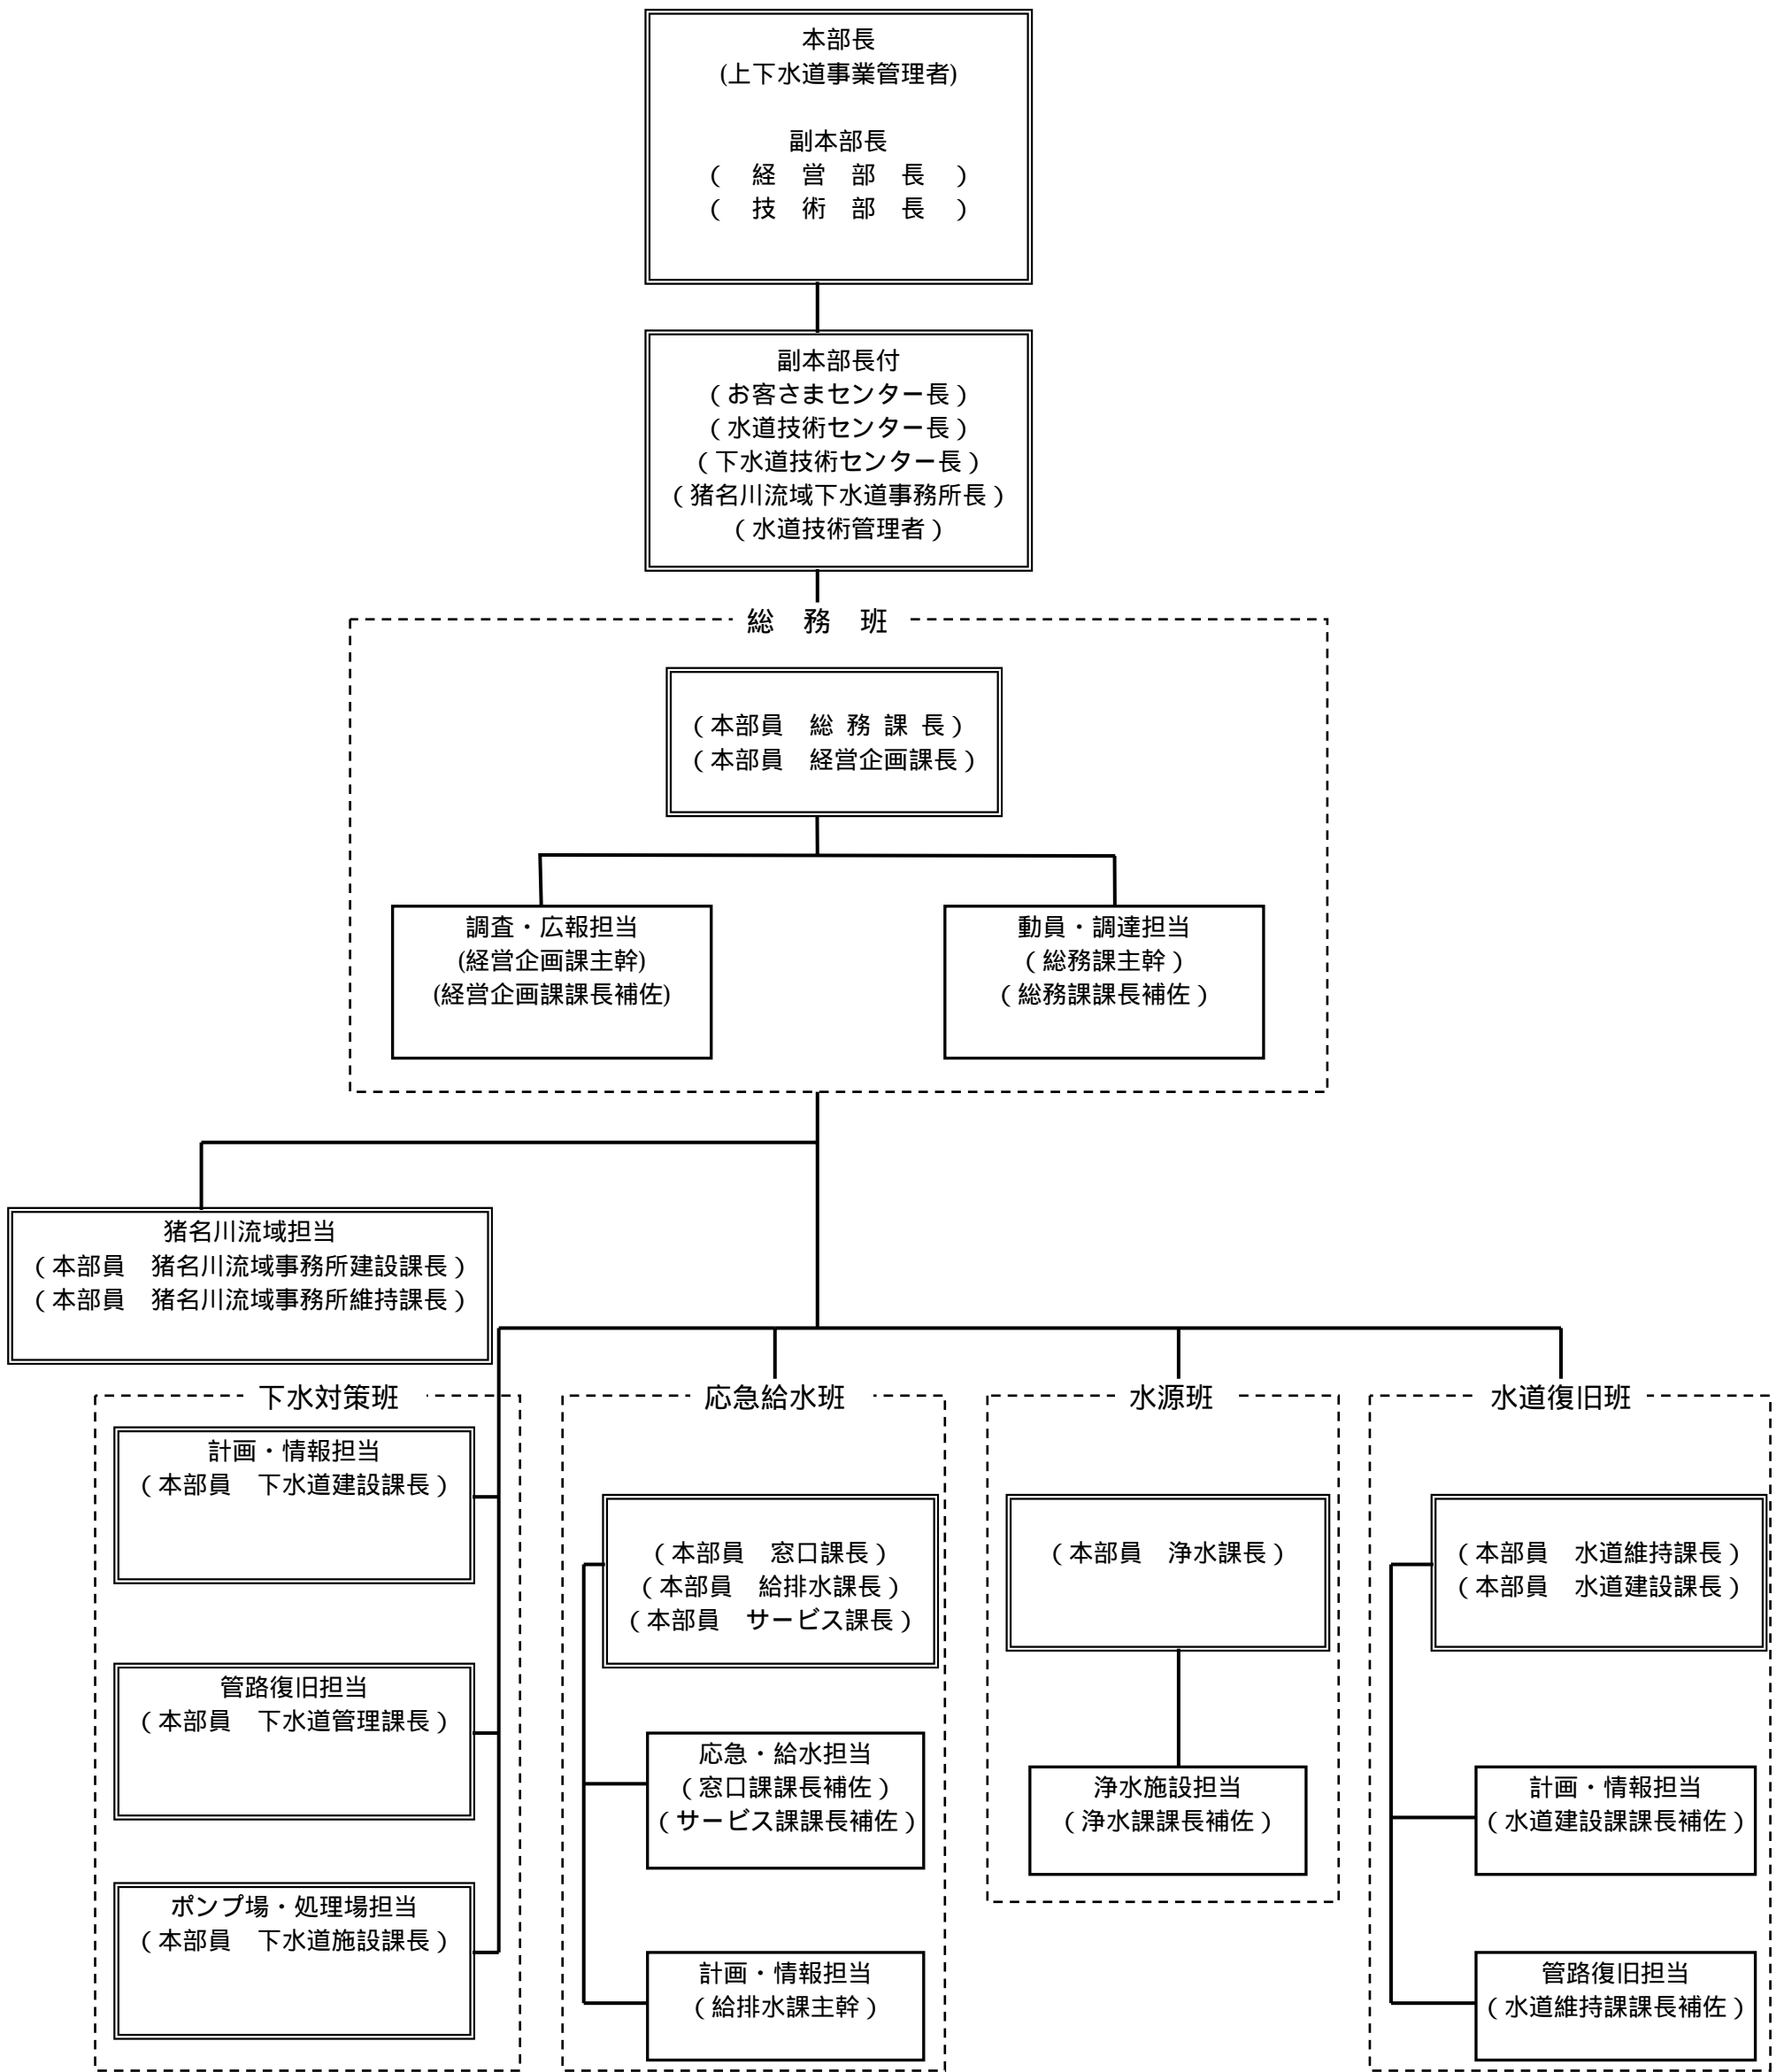 本部長
(上下水道事業管理者)
副本部長
（　経　営　部　長　）
（　技　術　部　長　）
副本部長付
（お客さまセンター長）
（水道技術センター長）
（下水道技術センター長）
（猪名川流域下水道事務所長）
（水道技術管理者）
総　務　班
（本部員　総 務 課 長）
（本部員　経営企画課長）
調査・広報担当
(経営企画課主幹)
(経営企画課課長補佐)
動員・調達担当
（総務課主幹）
（総務課課長補佐）
猪名川流域担当
（本部員　猪名川流域事務所建設課長）
（本部員　猪名川流域事務所維持課長）
下水対策班
計画・情報担当
（本部員　下水道建設課長）
管路復旧担当
（本部員　下水道管理課長）
ポンプ場・処理場担当
（本部員　下水道施設課長）
応急給水班
（本部員　窓口課長）
（本部員　給排水課長）
（本部員　サービス課長）
応急・給水担当
（窓口課課長補佐）
（サービス課課長補佐）
計画・情報担当
（給排水課主幹）
水源班
（本部員　浄水課長）
浄水施設担当
（浄水課課長補佐）
水道復旧班
（本部員　水道維持課長）
（本部員　水道建設課長）
計画・情報担当
（水道建設課課長補佐）
管路復旧担当
（水道維持課課長補佐）